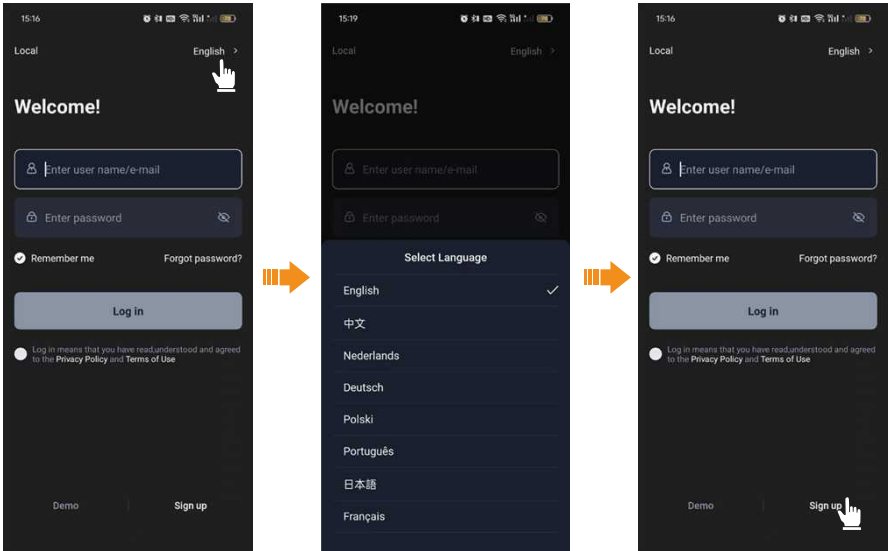 15:16
Local
English >
Welcome!
Enter user name/e-mail
Enter password
Remember me
Forgot password?
Log in
Log in means that you have read,understood and agreed
to the Privacy Policy and Terms of Use
Demo
Sign up
15:19
Local
English >
Welcome!
Enter user name/e-mail
Enter password
Select Language
English
中文
Nederlands
Deutsch
Polski
Português
日本語
Français
15:16
Local
English >
Welcome!
Enter user name/e-mail
Enter password
Remember me
Forgot password?
Log in
Log in means that you have read,understood and agreed
to the Privacy Policy and Terms of Use
Demo
Sign up